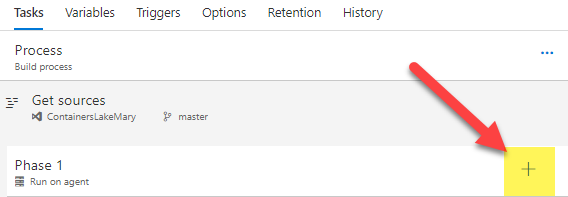 Tasks Variables Triggers Options Retention History
Process
Build process
Get sources
ContainersLakeMary master
Phase 1
Run on agent